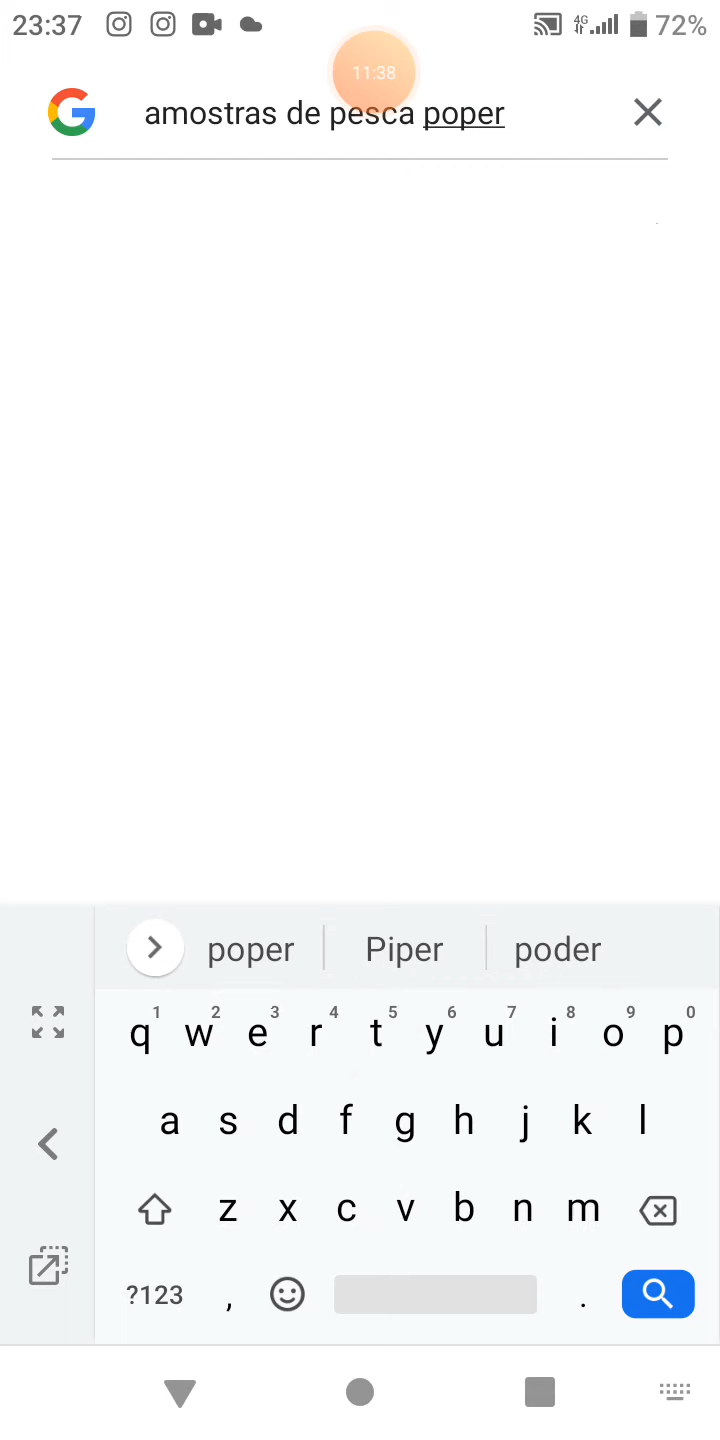 23:37 4G 72%
11:38
amostras de pesca poper
poper Piper poder
1 2 3 4 5 6 7 8 9 0
q w e r t y u i o p
a s d f g h j k l
z x c v b n m
?123 , .